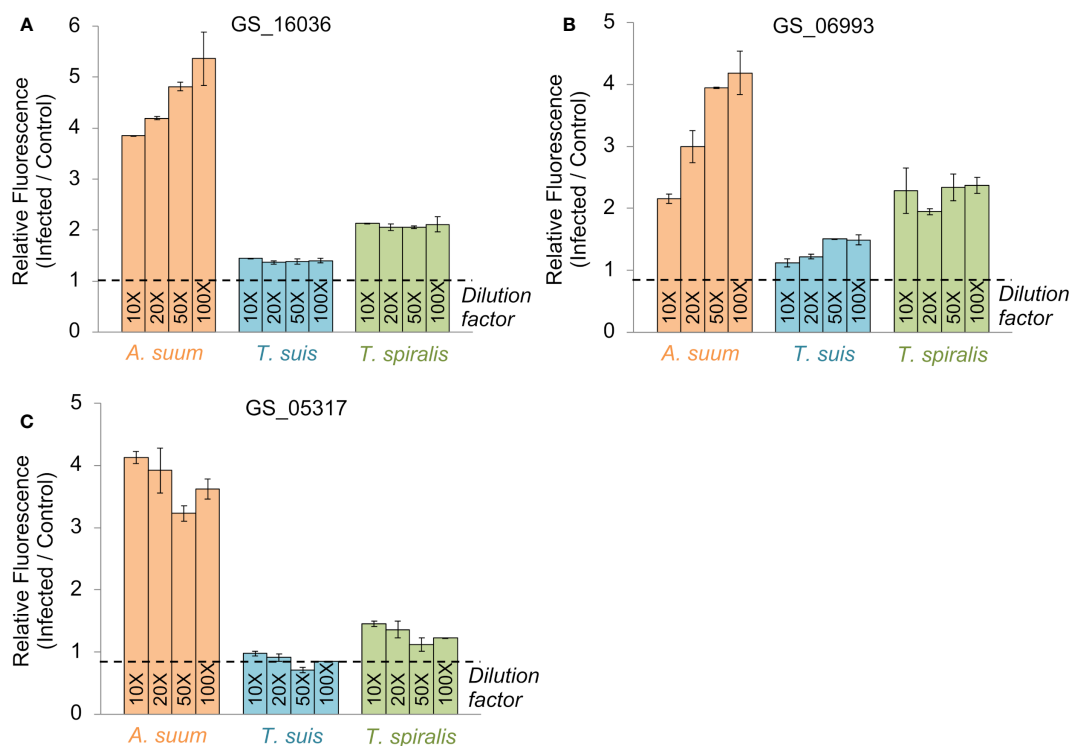 A
GS_16036
Relative Fluorescence
(Infected / Control)
6
5
4
3
2
1
0
10X
20X
50X
100X
10X
20X
50X
100X
10X
20X
50X
100X
Dilution
factor
A. suum
T. suis
T. spiralis
B
GS_06993
Relative Fluorescence
(Infected / Control)
5
4
3
2
1
0
10X
20X
50X
100X
10X
20X
50X
100X
10X
20X
50X
100X
Dilution
factor
A. suum
T. suis
T. spiralis
C
GS_05317
Relative Fluorescence
(Infected / Control)
5
4
3
2
1
0
10X
20X
50X
100X
10X
20X
50X
100X
10X
20X
50X
100X
Dilution
factor
A. suum
T. suis
T. spiralis